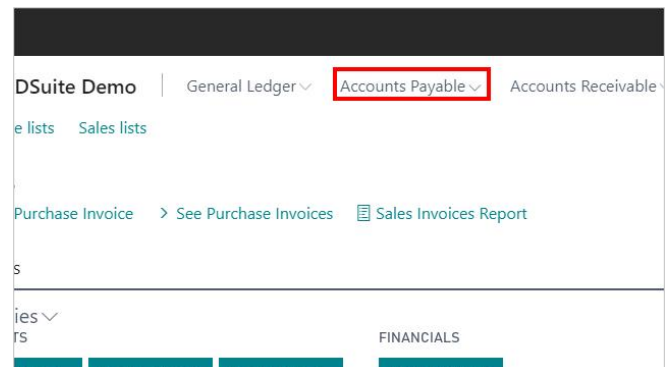 DSuite Demo General Ledger Accounts Payable Accounts Receivable
e lists Sales lists
Purchase Invoice > See Purchase Invoices Sales Invoices Report
s
ies
TS FINANCIALS